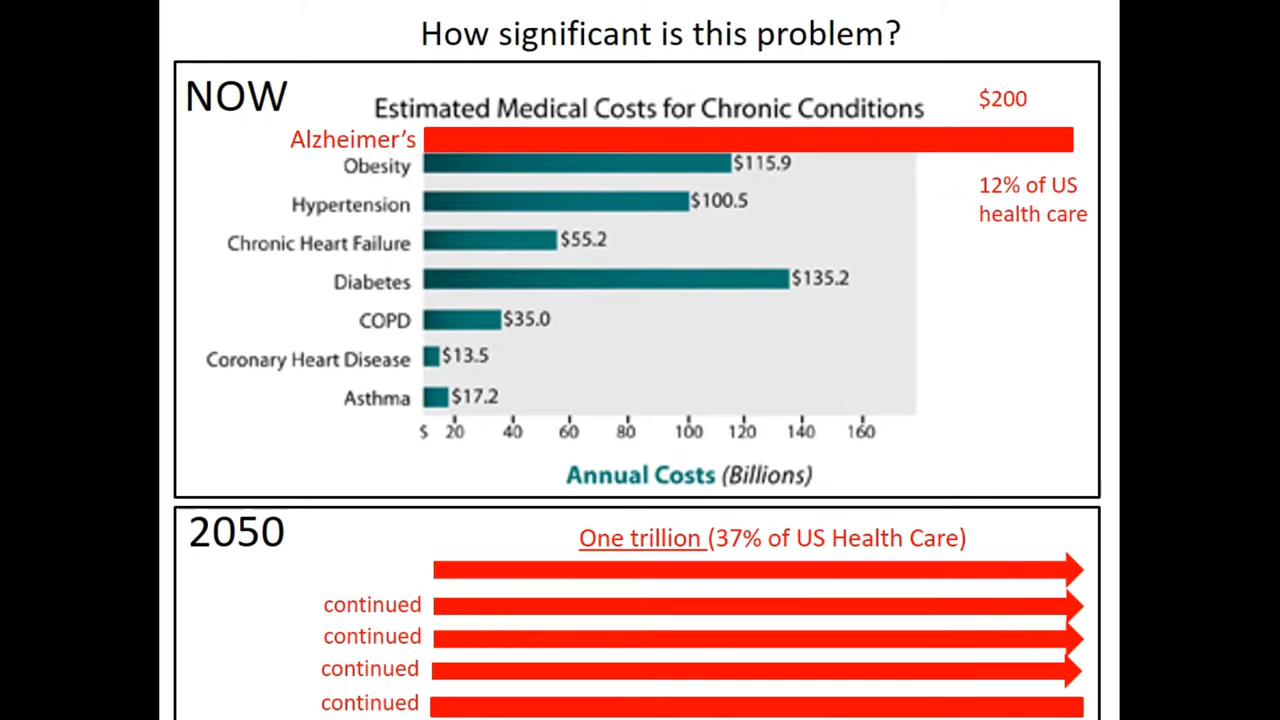 How significant is this problem?
NOW
Estimated Medical Costs for Chronic Conditions
$200
Alzheimer's
Obesity
$115.9
12% of US
health care
Hypertension
$100.5
Chronic Heart Failure
$55.2
Diabetes
$135.2
COPD
$35.0
Coronary Heart Disease
$13.5
Asthma
$17.2
$ 20 40 60 80 100 120 140 160
Annual Costs (Billions)
2050
One trillion (37% of US Health Care)
continued
continued
continued
continued